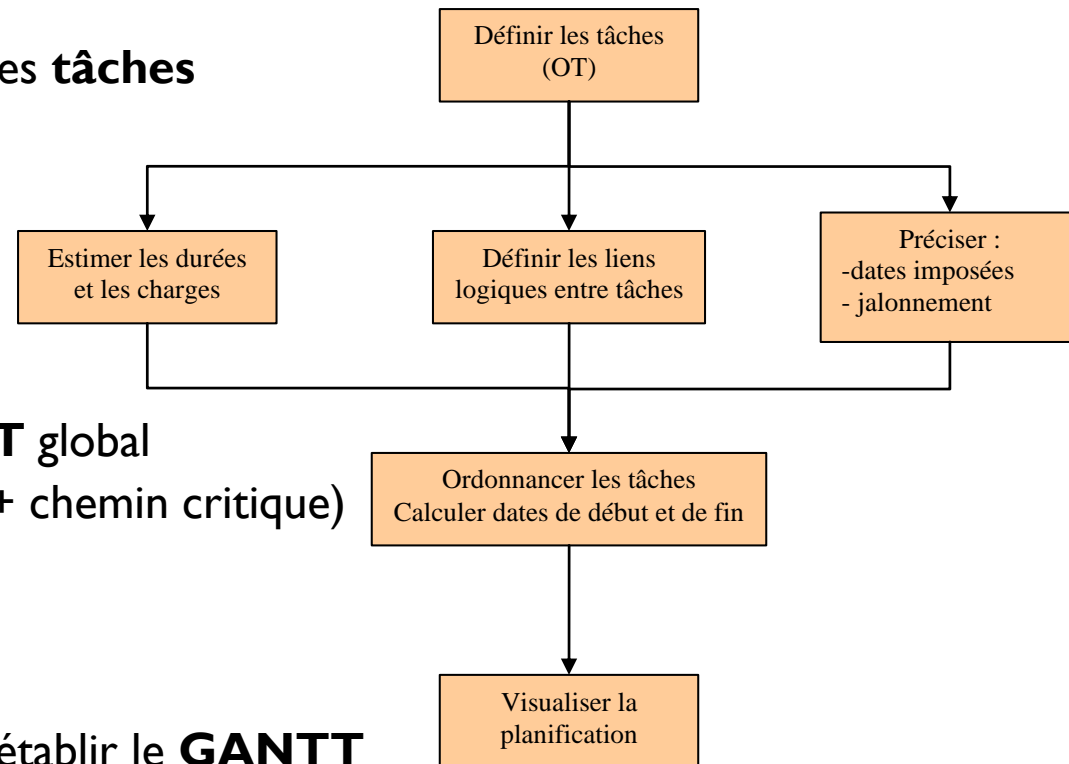 Définir les tâches
(OT)
es tâches
Estimer les durées
et les charges
Définir les liens
logiques entre tâches
Préciser :
-dates imposées
- jalonnement
T global
+ chemin critique)
Ordonnancer les tâches
Calculer dates de début et de fin
Visualiser la
planification
établir le GANTT